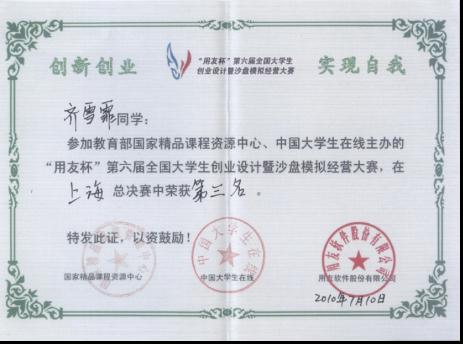 创新创业
"用友杯"第六届全国大学生
创业设计暨沙盘模拟经营大赛
实现自我
齐雪霏同学：
参加教育部国家精品课程资源中心、中国大学生在线主办的
"用友杯"第六届全国大学生创业设计暨沙盘模拟经营大赛，在
上海 总决赛中荣获 第三名 。
特发此证，以资鼓励！
国家精品课程资源中心
中国大学生在线
用友软件股份有限公司
2010年7月10日